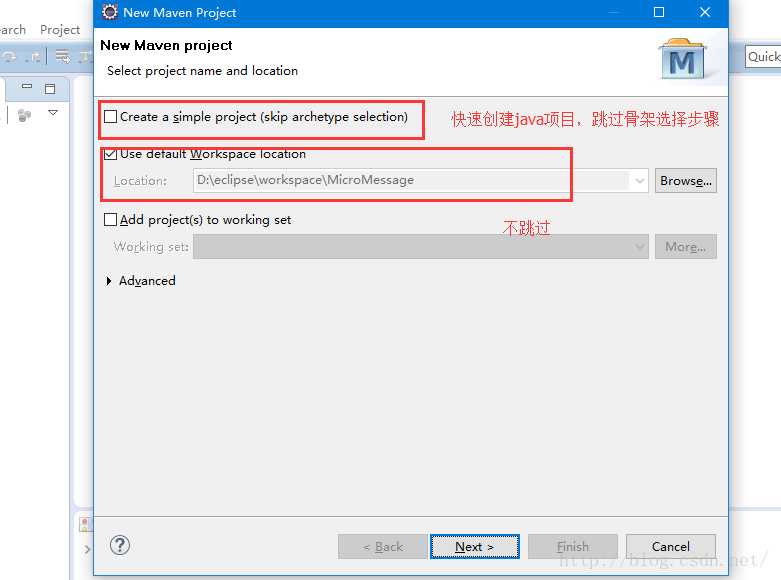 New Maven Project
earch Project
New Maven project
Select project name and location
M
Quick
Create a simple project (skip archetype selection)
快速创建java项目，跳过骨架选择步骤
Use default Workspace location
Location: D:\eclipse\workspace\MicroMessage Browse...
Add project(s) to working set
不跳过
Working set: More...
Advanced
?
< Back Next > Finish Cancel
http://blog.csdn.net/